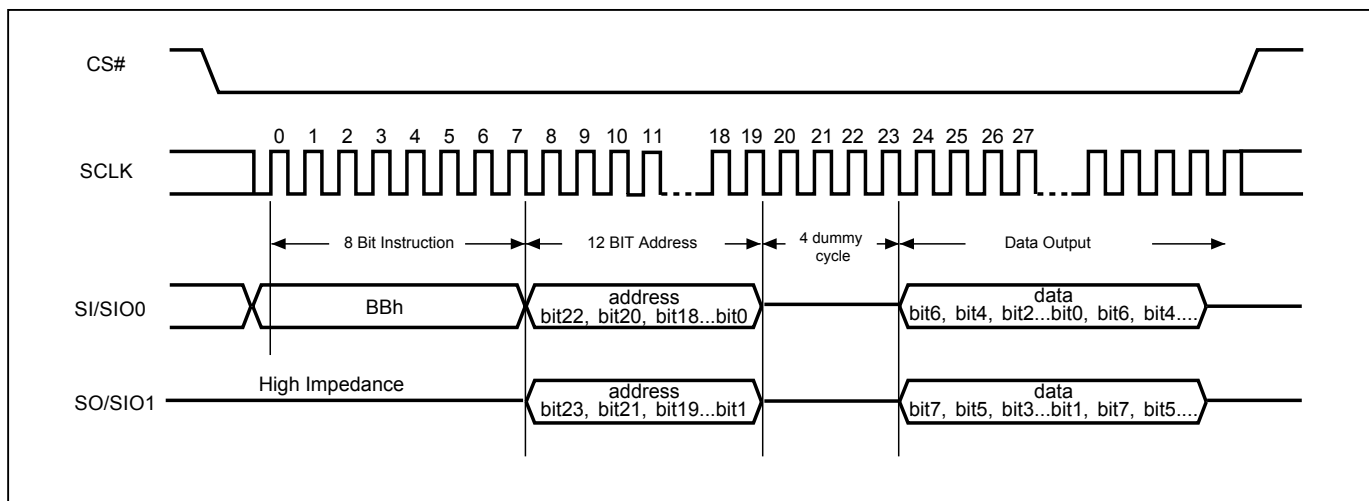 CS#
0 1 2 3 4 5 6 7 8 9 10 11 18 19 20 21 22 23 24 25 26 27
SCLK
8 Bit Instruction 12 BIT Address 4 dummy cycle Data Output
SI/SIO0
BBh
address
bit22, bit20, bit18...bit0
data
bit6, bit4, bit2...bit0, bit6, bit4....
High Impedance
SO/SIO1
address
bit23, bit21, bit19...bit1
data
bit7, bit5, bit3...bit1, bit7, bit5....